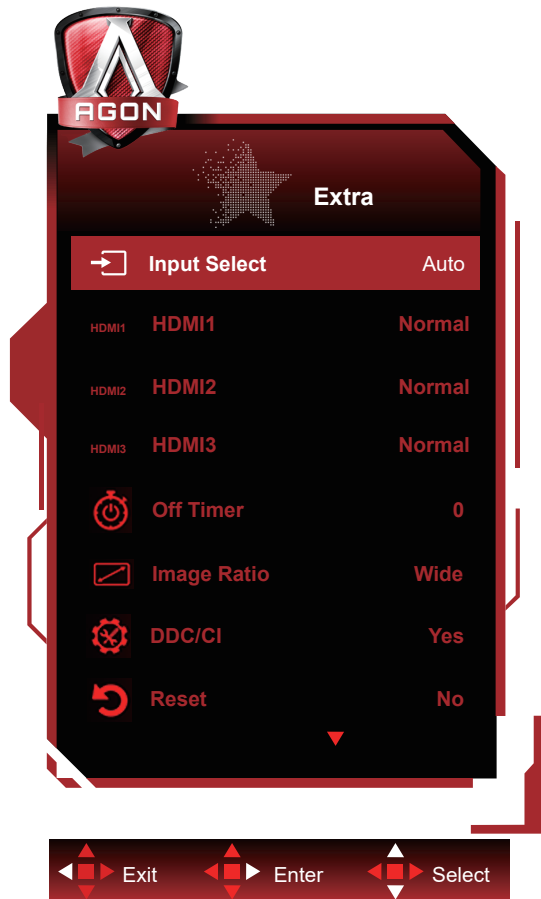 AGON
Extra
Input Select Auto
HDMI1 HDMI1 Normal
HDMI2 HDMI2 Normal
HDMI3 HDMI3 Normal
Off Timer 0
Image Ratio Wide
DDC/CI Yes
Reset No
Exit Enter Select